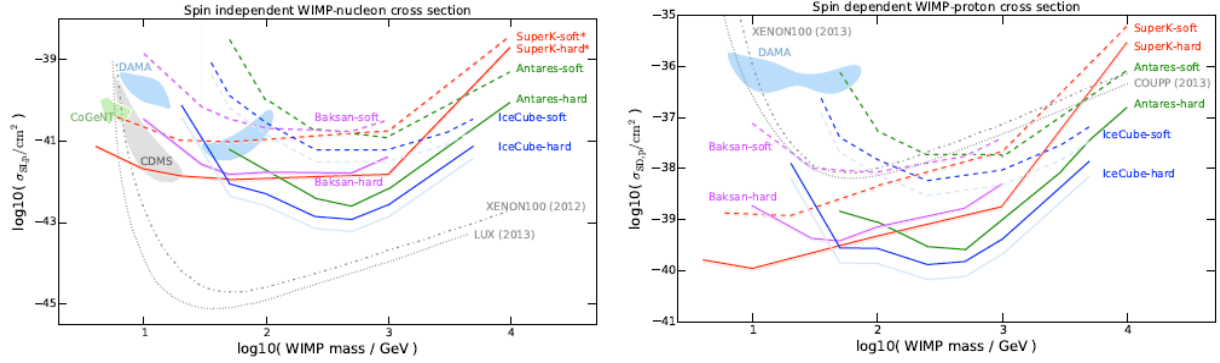 Spin independent WIMP-nucleon cross section
−39
−41
−43
−45
log10( σSI,p/cm² )
1
2
3
4
log10( WIMP mass / GeV )
DAMA
CoGeNT
CDMS
Baksan-soft
Baksan-hard
SuperK-soft*
SuperK-hard*
Antares-soft
Antares-hard
IceCube-soft
IceCube-hard
XENON100 (2012)
LUX (2013)
Spin dependent WIMP-proton cross section
−35
−36
−37
−38
−39
−40
−41
log10( σSD,p/cm² )
1
2
3
4
log10( WIMP mass / GeV )
XENON100 (2013)
DAMA
Baksan-soft
Baksan-hard
SuperK-soft
SuperK-hard
Antares-soft
COUPP (2013)
Antares-hard
IceCube-soft
IceCube-hard